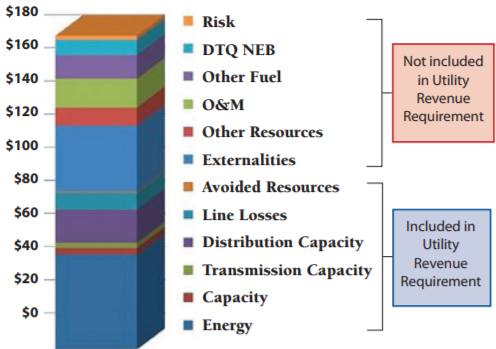 $180
$160
$140
$120
$100
$80
$60
$40
$20
$0
Risk
DTQ NEB
Other Fuel
O&M
Other Resources
Externalities
Avoided Resources
Line Losses
Distribution Capacity
Transmission Capacity
Capacity
Energy
Not included
in Utility
Revenue
Requirement
Included in
Utility
Revenue
Requirement